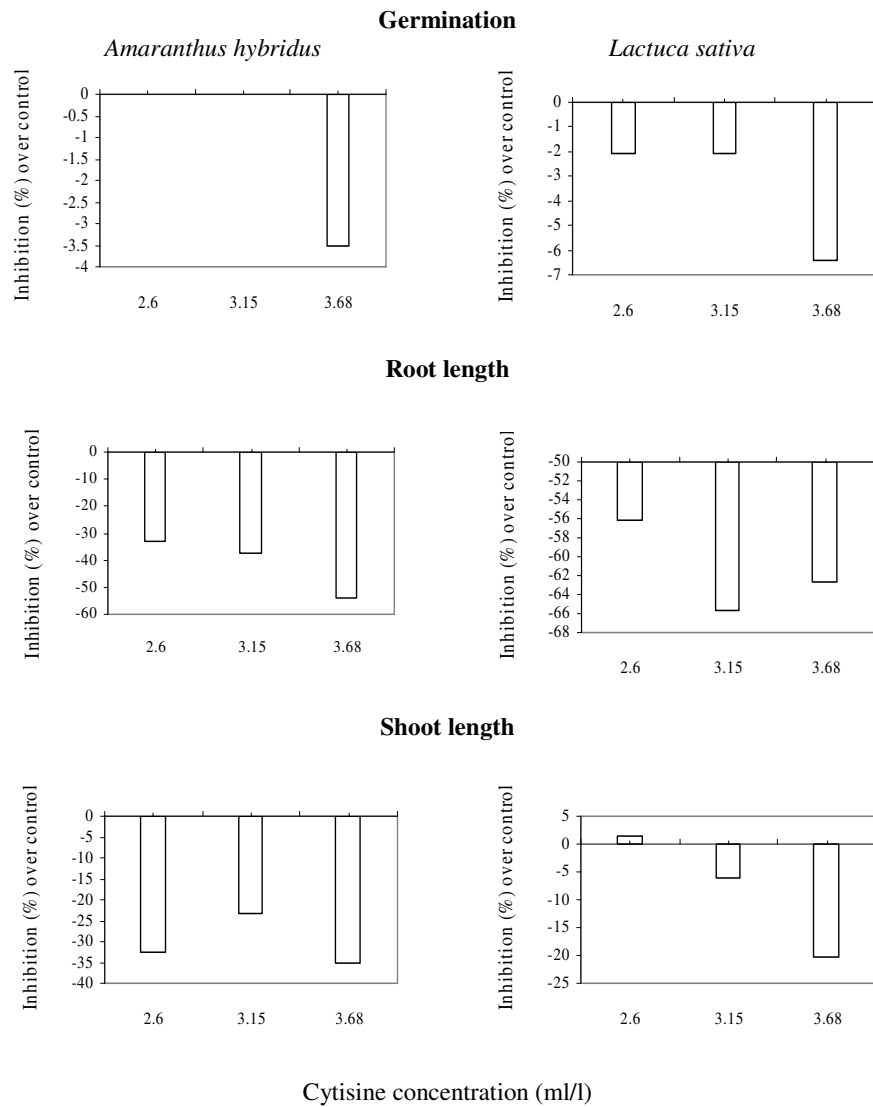 Germination
Amaranthus hybridus
Lactuca sativa
Inhibition (%) over control
0
-0.5
-1
-1.5
-2
-2.5
-3
-3.5
-4
2.6 3.15 3.68
Inhibition (%) over control
0
-1
-2
-3
-4
-5
-6
-7
2.6 3.15 3.68
Root length
Inhibition (%) over control
0
-10
-20
-30
-40
-50
-60
2.6 3.15 3.68
Inhibition (%) over control
-50
-52
-54
-56
-58
-60
-62
-64
-66
-68
2.6 3.15 3.68
Shoot length
Inhibition (%) over control
0
-5
-10
-15
-20
-25
-30
-35
-40
2.6 3.15 3.68
Inhibition (%) over control
5
0
-5
-10
-15
-20
-25
2.6 3.15 3.68
Cytisine concentration (ml/l)